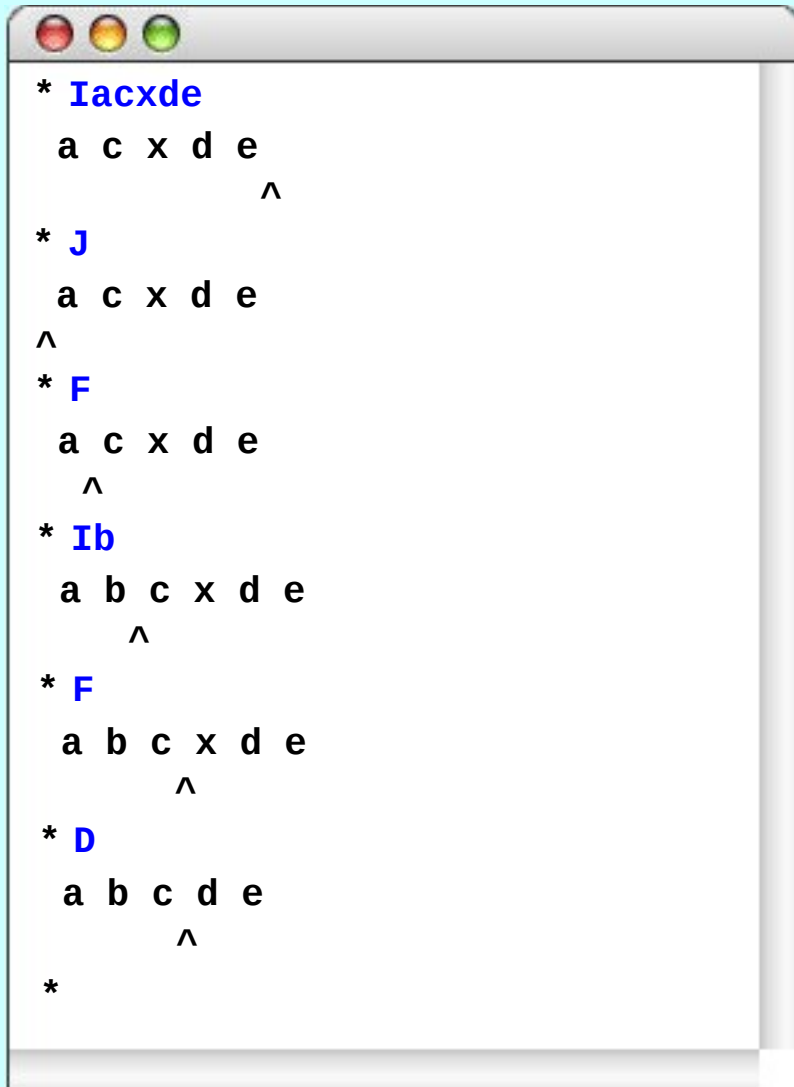 * Iacxde
 a c x d e
          ^
* J
 a c x d e
^
* F
 a c x d e
  ^
* Ib
 a b c x d e
    ^
* F
 a b c x d e
      ^
* D
 a b c d e
      ^
*